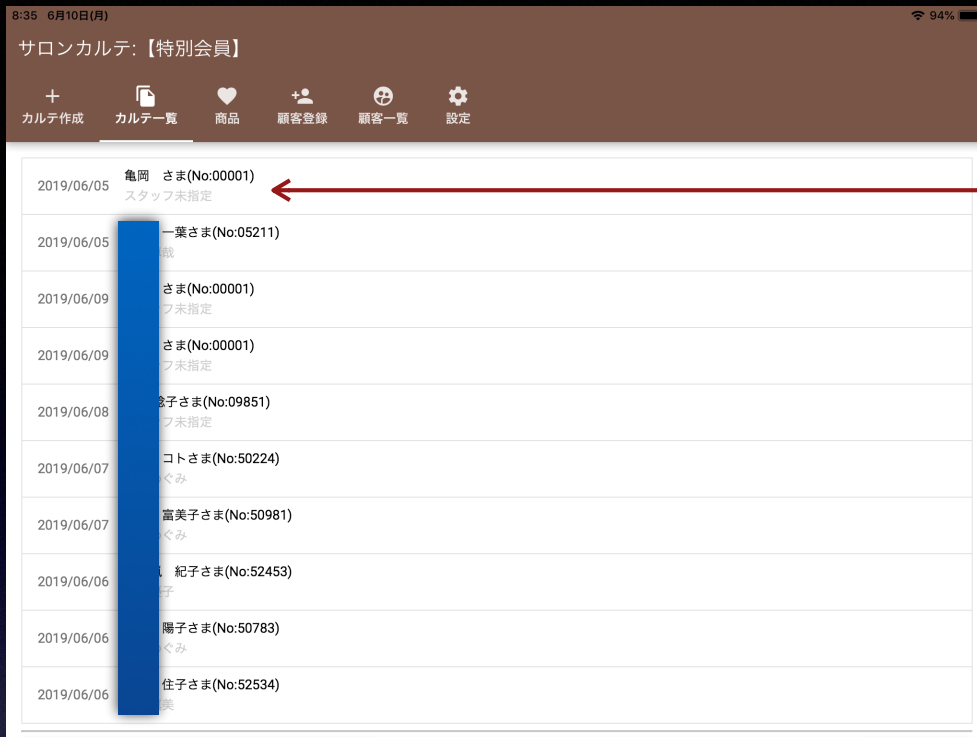 8:35 6月10日(月)
94%
サロンカルテ:【特別会員】
カルテ作成 カルテ一覧 商品 顧客登録 顧客一覧 設定
2019/06/05 亀岡 さま(No:00001)
スタッフ未指定
2019/06/05 一葉さま(No:05211)
哉
2019/06/09 さま(No:00001)
フ未指定
2019/06/09 さま(No:00001)
フ未指定
2019/06/08 子さま(No:09851)
フ未指定
2019/06/07 コトさま(No:50224)
ぐみ
2019/06/07 富美子さま(No:50981)
ぐみ
2019/06/06 紀子さま(No:52453)
子
2019/06/06 陽子さま(No:50783)
ぐみ
2019/06/06 住子さま(No:52534)
美